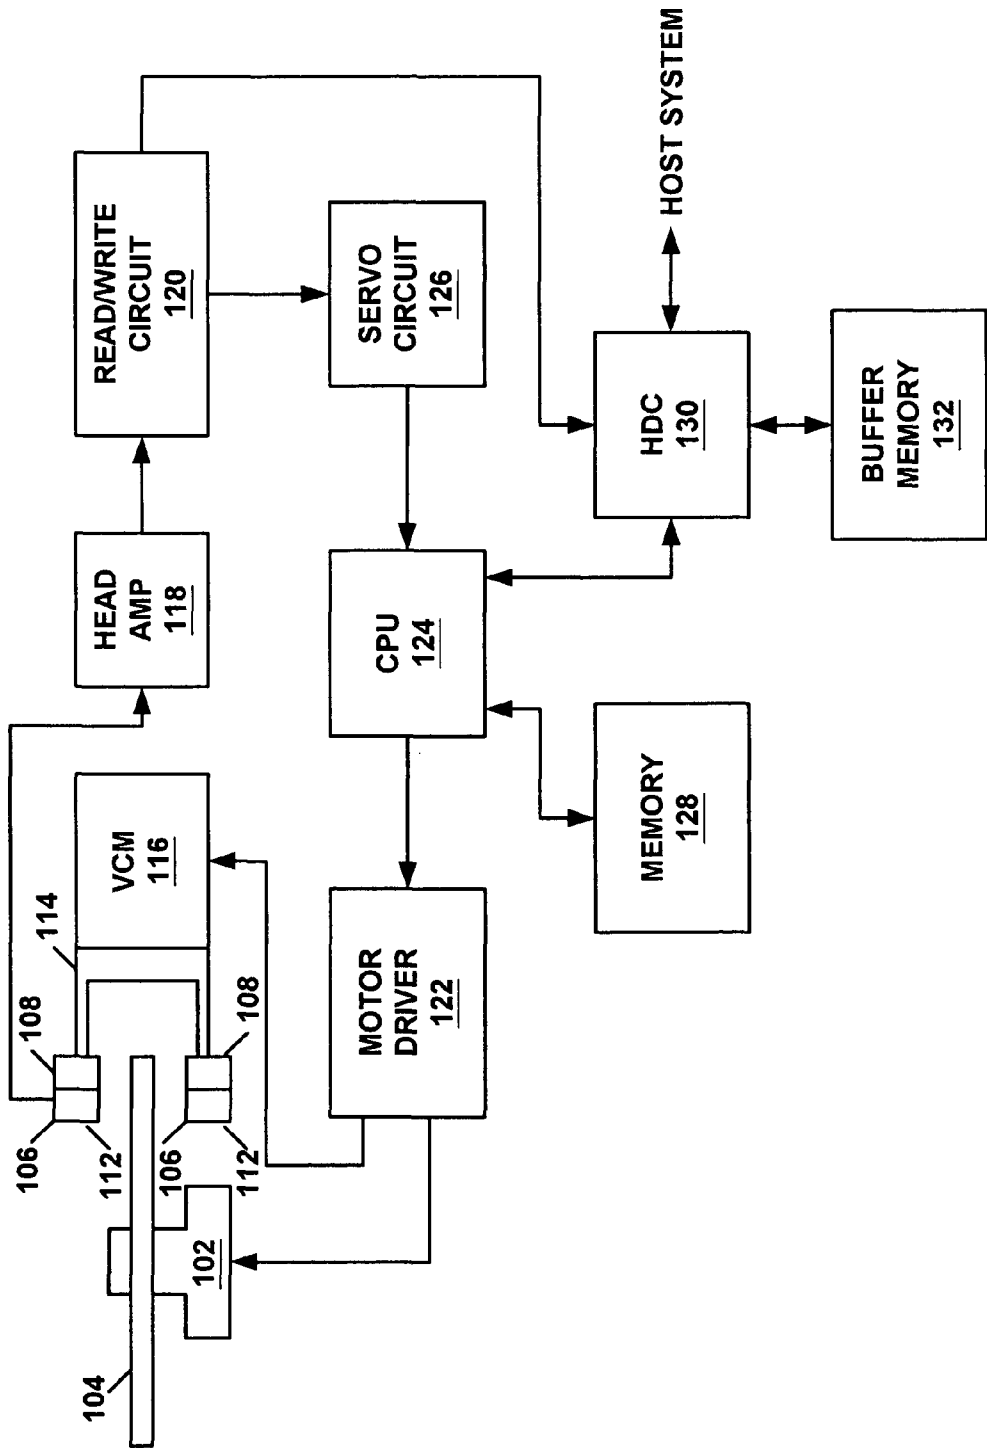 104
102
106
112
106
112
108
108
114
VCM
116
HEAD
AMP
118
READ/WRITE
CIRCUIT
120
MOTOR
DRIVER
122
CPU
124
SERVO
CIRCUIT
126
MEMORY
128
HDC
130
HOST SYSTEM
BUFFER
MEMORY
132